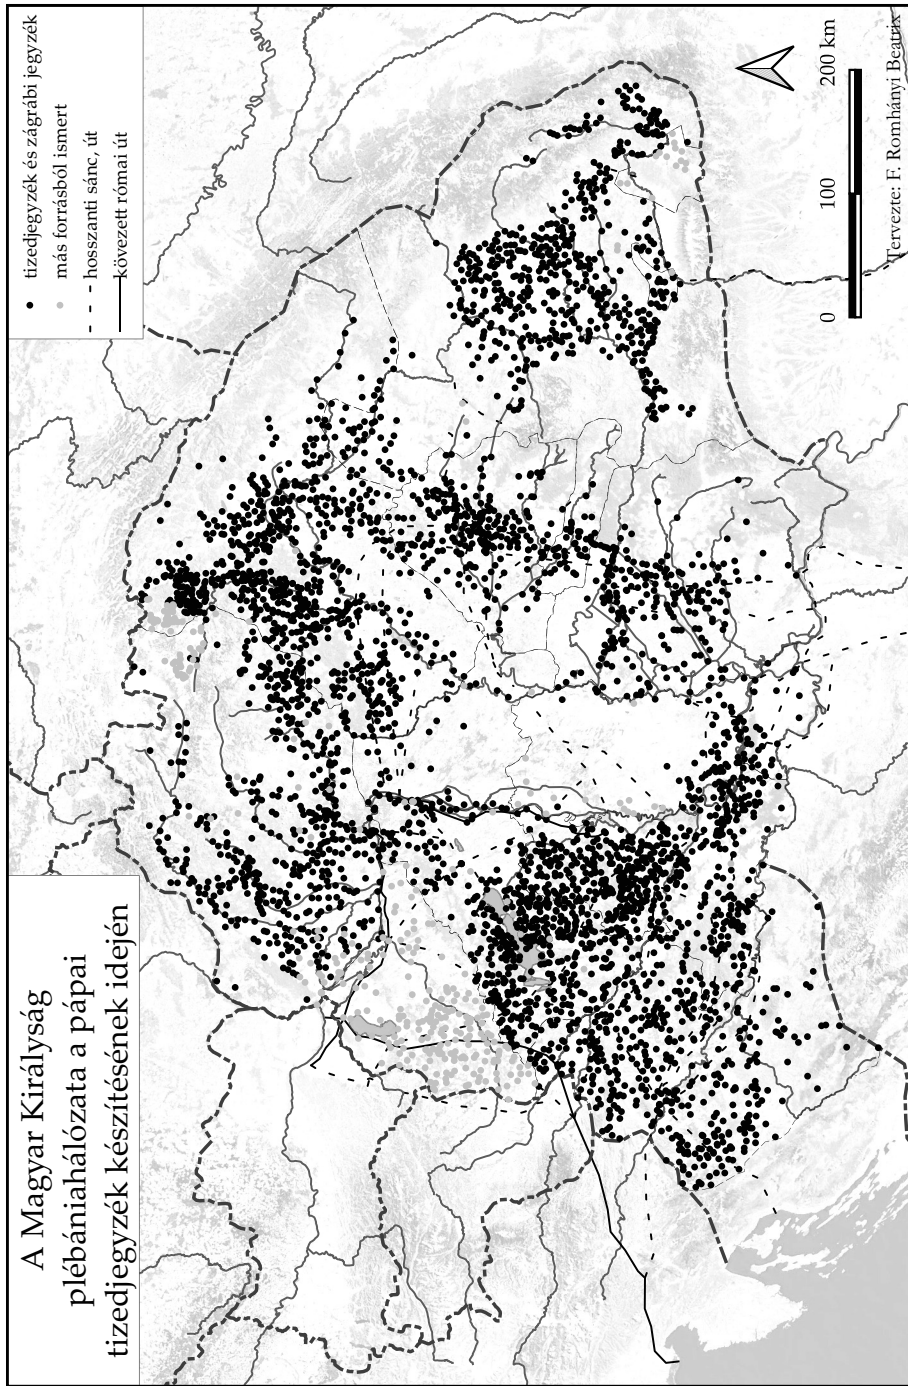 A Magyar Királyság
plébániahálózata a pápai
tizedjegyzék készítésének idején
tizedjegyzék és zágrábi jegyzék
más forrásból ismert
hosszanti sánc, út
kövezett római út
0 100 200 km
Tervezte: F. Romhányi Beatrix